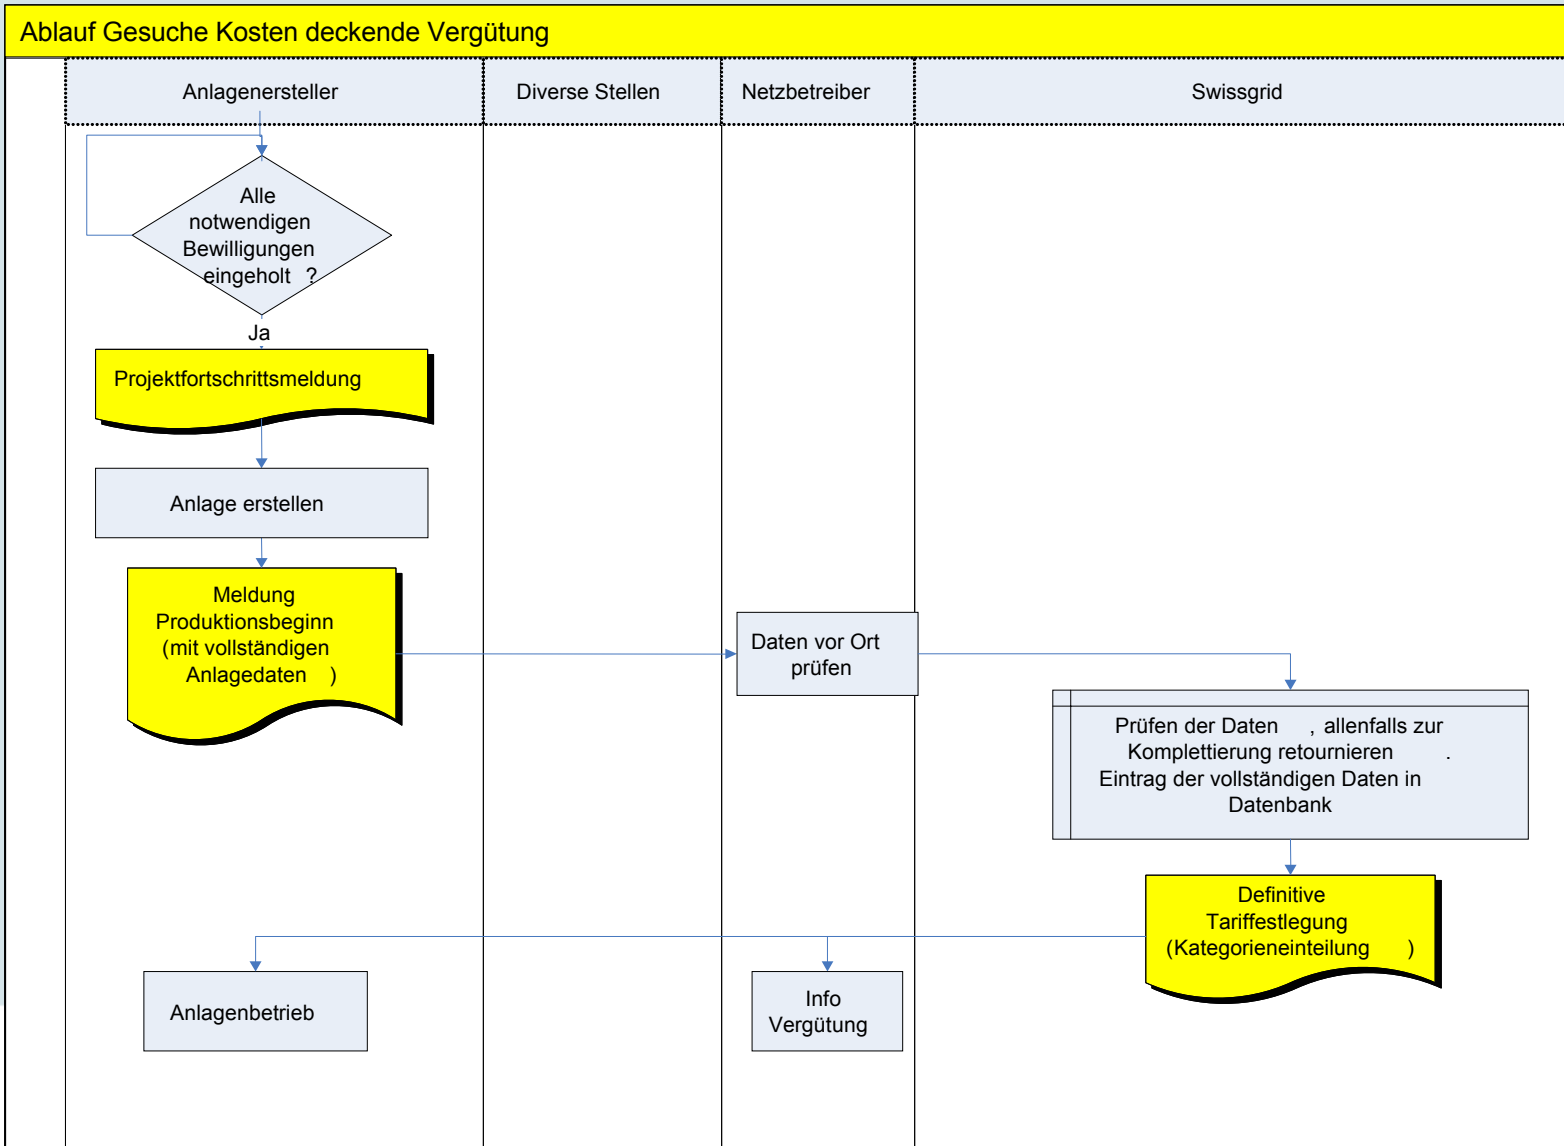 Ablauf Gesuche Kosten deckende Vergütung
Anlagenersteller
Diverse Stellen
Netzbetreiber
Swissgrid
Alle
notwendigen
Bewilligungen
eingeholt ?
Ja
Projektfortschrittsmeldung
Anlage erstellen
Meldung
Produktionsbeginn
(mit vollständigen
Anlagedaten )
Daten vor Ort
prüfen
Prüfen der Daten , allenfalls zur
Komplettierung retournieren .
Eintrag der vollständigen Daten in
Datenbank
Definitive
Tariffestlegung
(Kategorieneinteilung )
Anlagenbetrieb
Info
Vergütung